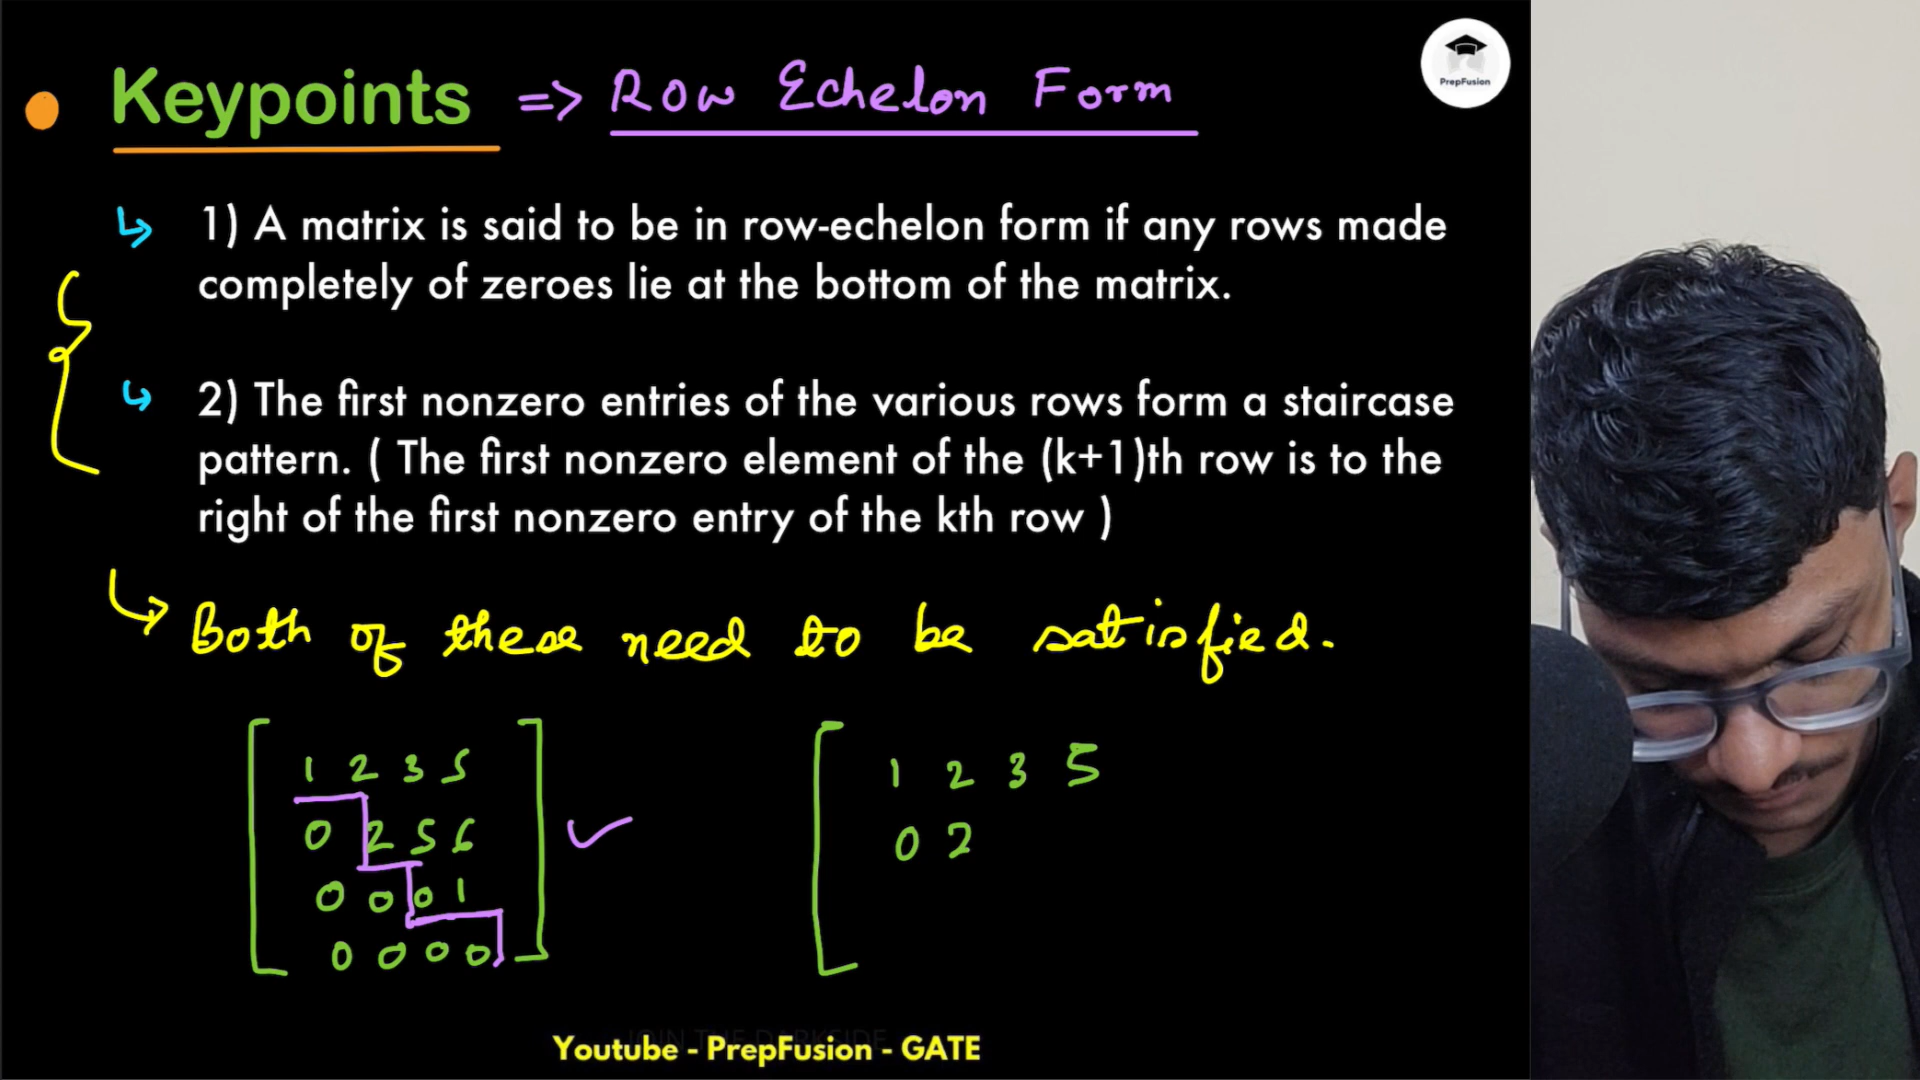 Keypoints => Row Echelon Form
PrepFusion
1) A matrix is said to be in row-echelon form if any rows made
completely of zeroes lie at the bottom of the matrix.
2) The first nonzero entries of the various rows form a staircase
pattern. ( The first nonzero element of the (k+1)th row is to the
right of the first nonzero entry of the kth row )
Both of these need to be satisfied.
1 2 3 5
0 2 5 6
0 0 0 1
0 0 0 0
1 2 3 5
0 2
JOIN THE DARKSIDE
Youtube - PrepFusion - GATE